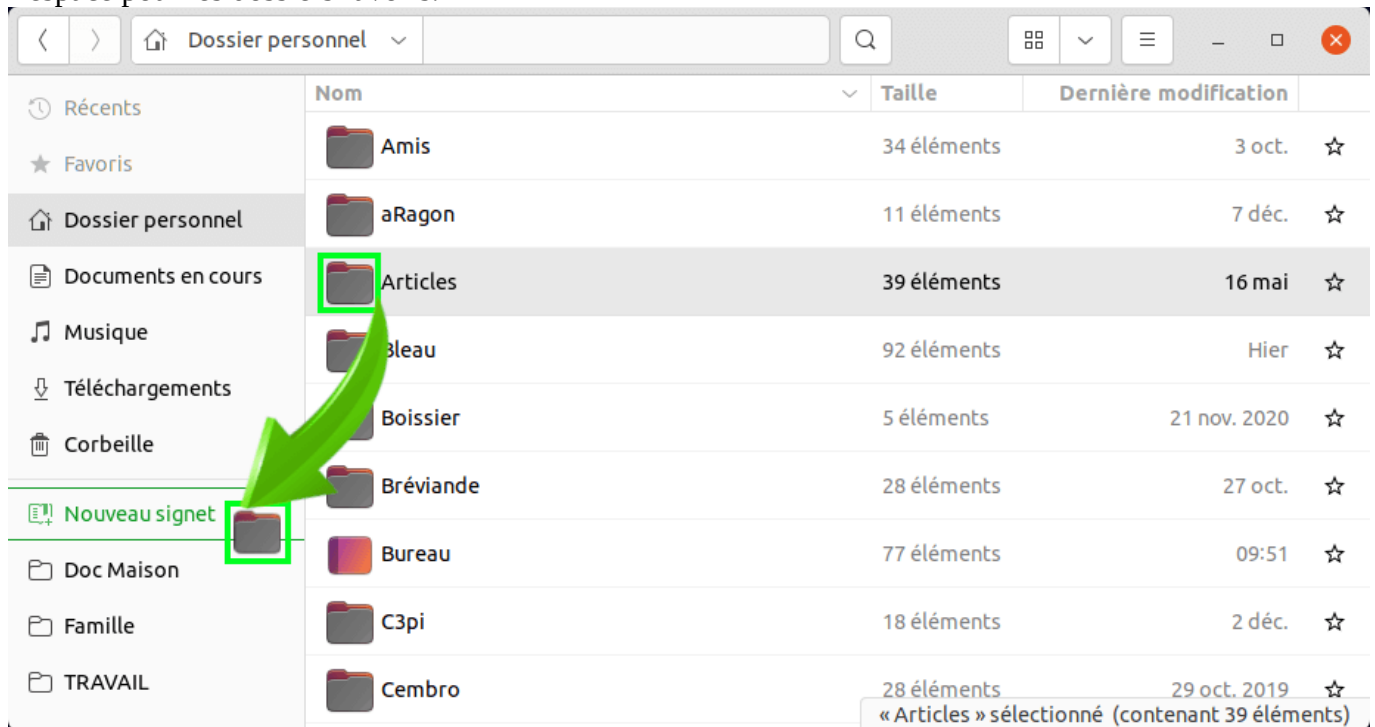 Dossier personnel
Récents
Favoris
Dossier personnel
Documents en cours
Musique
Téléchargements
Corbeille
Nouveau signet
Doc Maison
Famille
TRAVAIL
Nom Taille Dernière modification
Amis 34 éléments 3 oct.
aRagon 11 éléments 7 déc.
Articles 39 éléments 16 mai
Bleau 92 éléments Hier
Boissier 5 éléments 21 nov. 2020
Bréviande 28 éléments 27 oct.
Bureau 77 éléments 09:51
C3pi 18 éléments 2 déc.
Cembro 28 éléments 29 oct. 2019
« Articles » sélectionné (contenant 39 éléments)